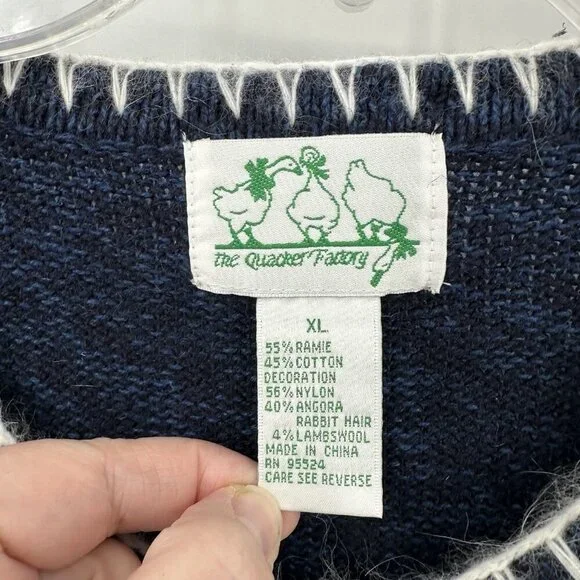 the Quacker Factory
XL
55% RAMIE
45% COTTON
DECORATION
56% NYLON
40% ANGORA
RABBIT HAIR
4% LAMBSWOOL
MADE IN CHINA
RN 95524
CARE SEE REVERSE